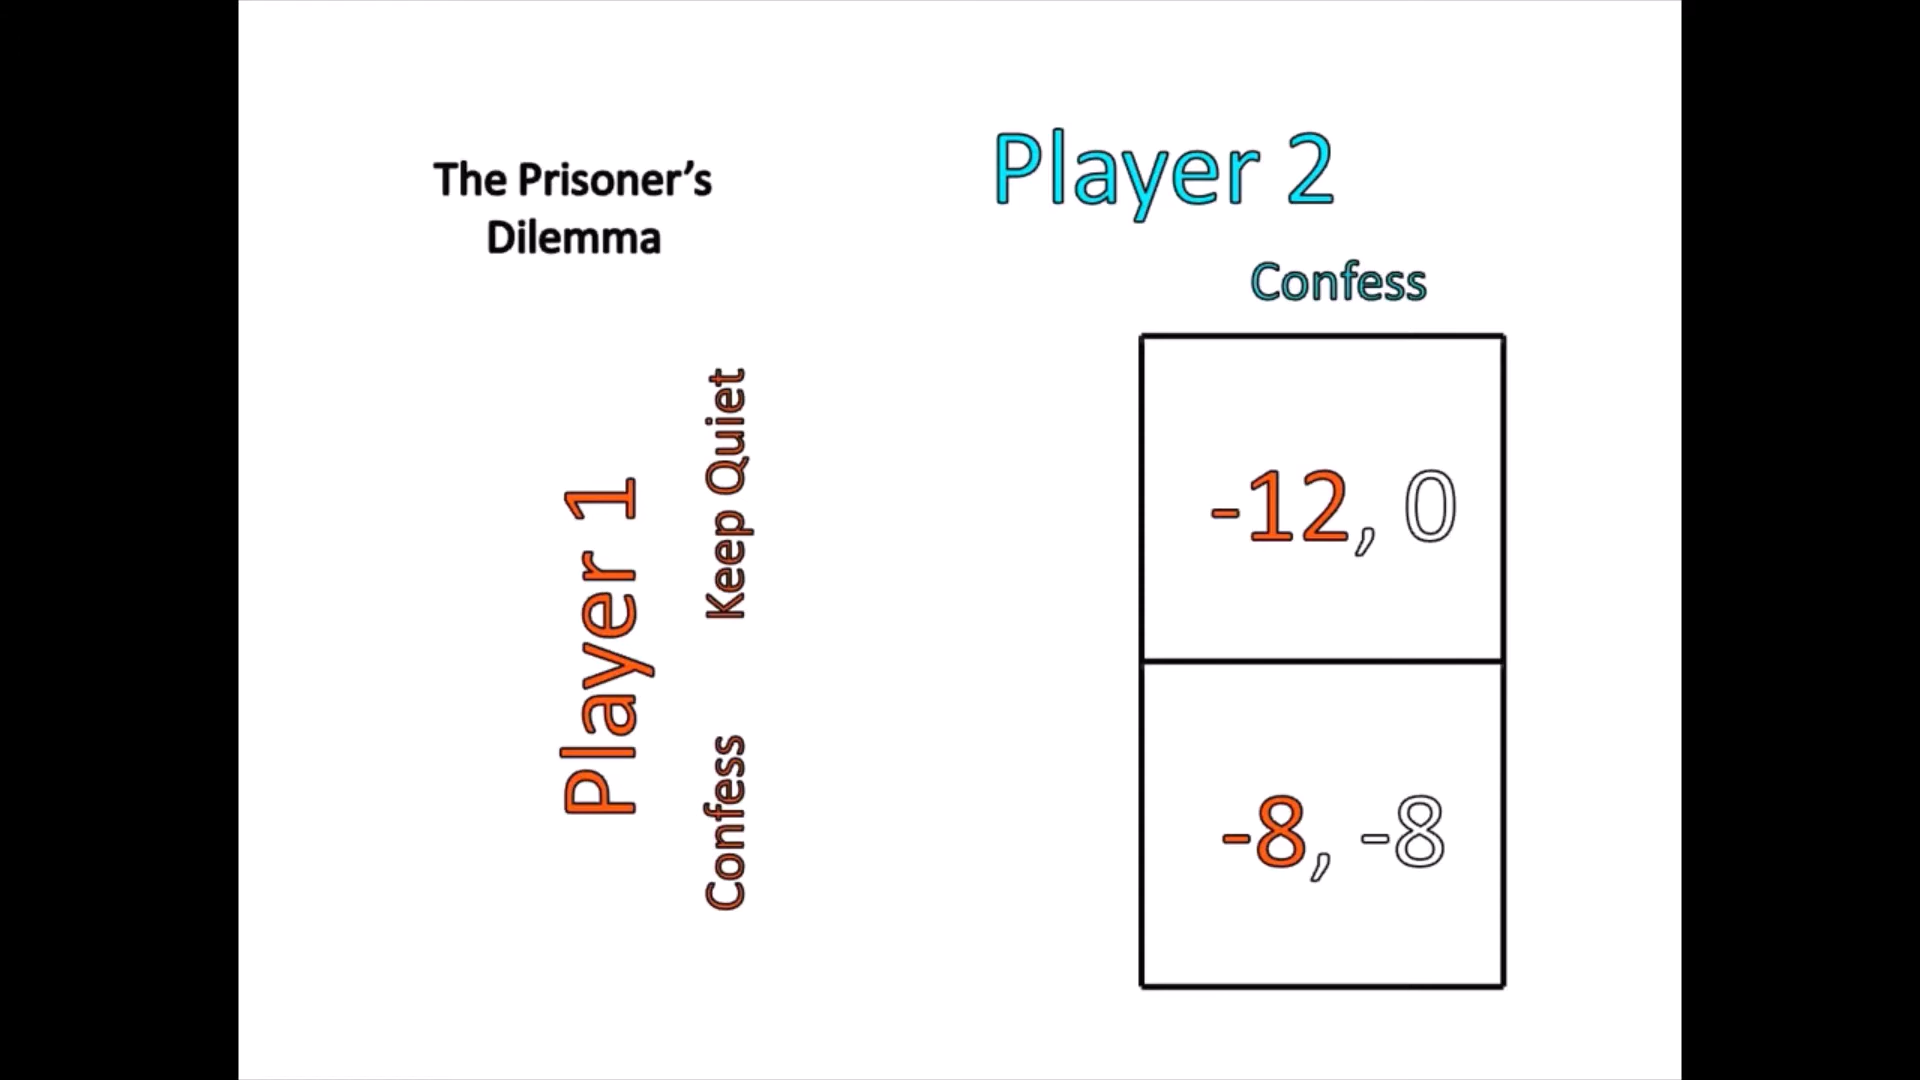 The Prisoner’s
Dilemma
Player 2
Confess
Player 1
Keep Quiet
Confess
-12, 0
-8, -8